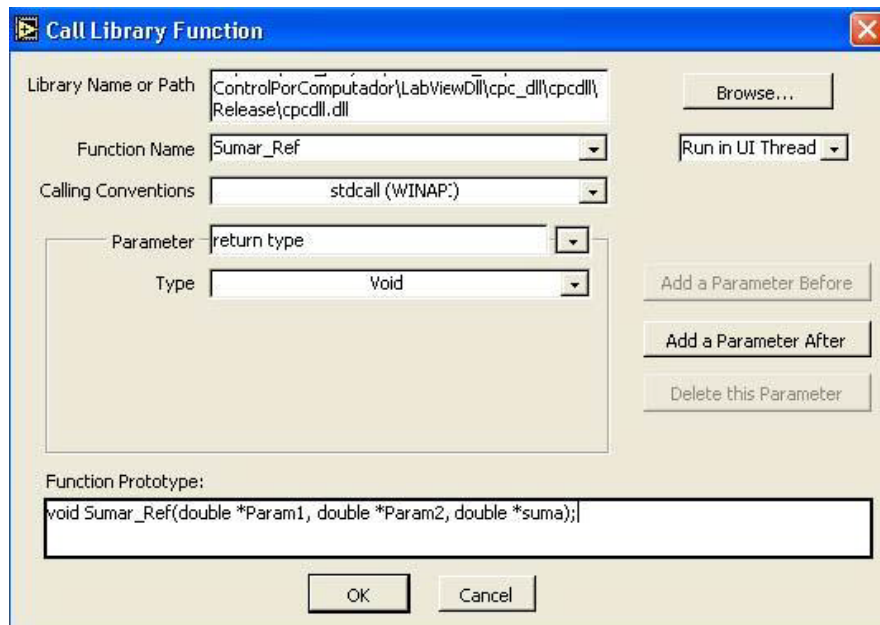 Call Library Function
Library Name or Path
ControlPorComputador\LabViewDll\cpc_dll\cpcdll\
Release\cpcdll.dll
Browse...
Function Name
Sumar_Ref
Run in UI Thread
Calling Conventions
stdcall (WINAPI)
Parameter
return type
Type
Void
Add a Parameter Before
Add a Parameter After
Delete this Parameter
Function Prototype:
void Sumar_Ref(double *Param1, double *Param2, double *suma);
OK
Cancel